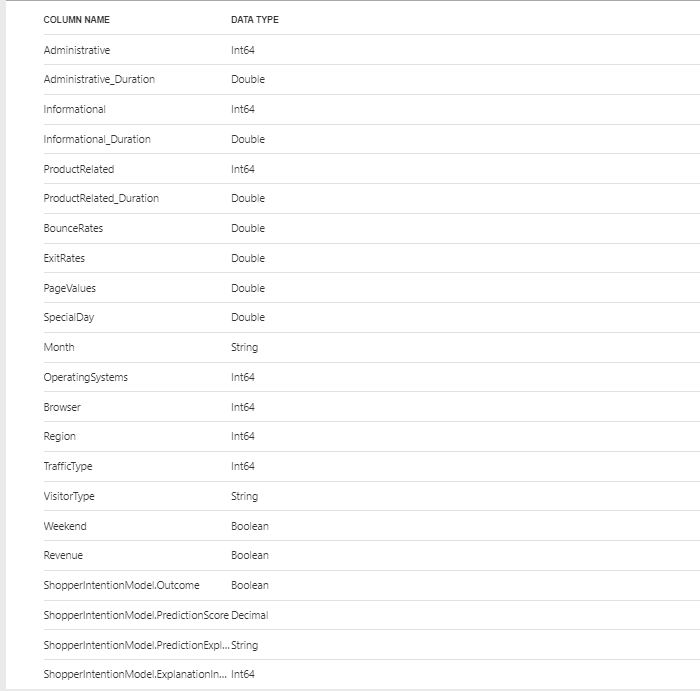 COLUMN NAME DATA TYPE
Administrative Int64
Administrative_Duration Double
Informational Int64
Informational_Duration Double
ProductRelated Int64
ProductRelated_Duration Double
BounceRates Double
ExitRates Double
PageValues Double
SpecialDay Double
Month String
OperatingSystems Int64
Browser Int64
Region Int64
TrafficType Int64
VisitorType String
Weekend Boolean
Revenue Boolean
ShopperIntentionModel.Outcome Boolean
ShopperIntentionModel.PredictionScore Decimal
ShopperIntentionModel.PredictionExpl... String
ShopperIntentionModel.ExplanationIn... Int64